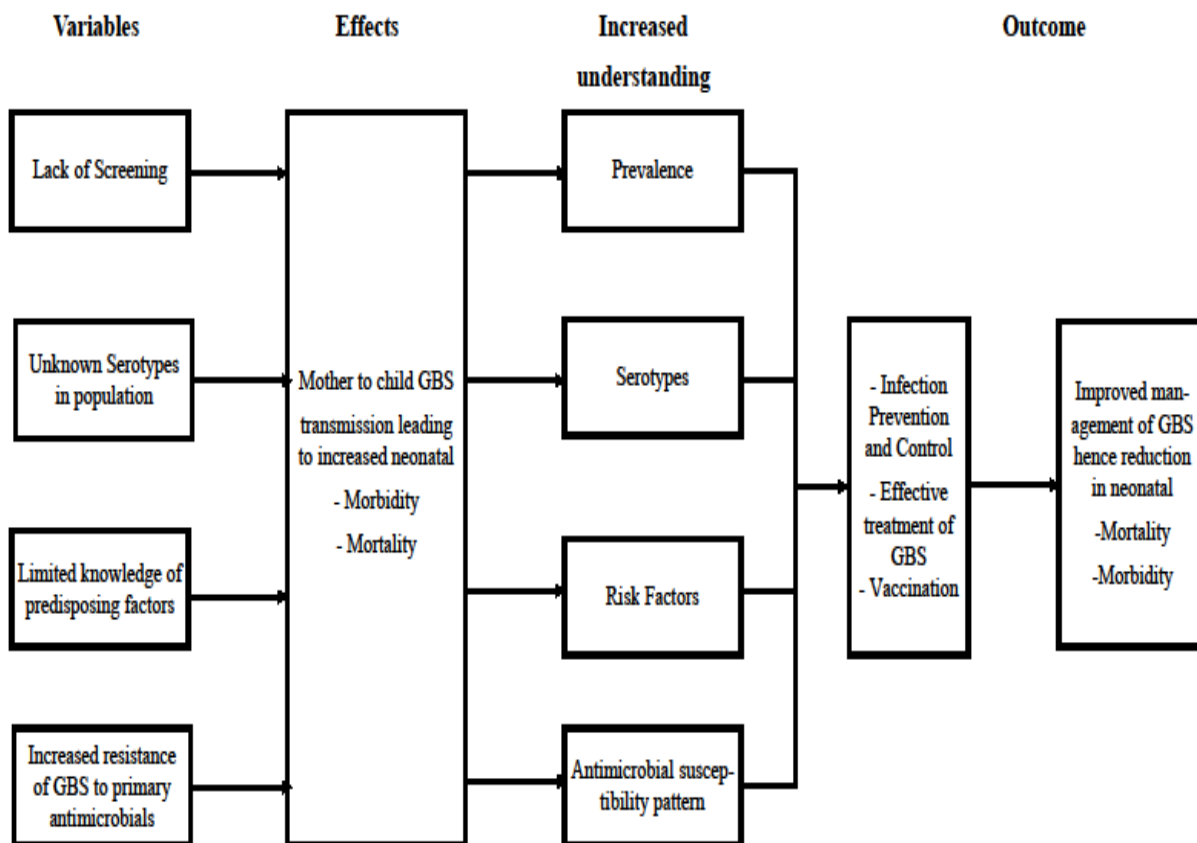 Variables
Effects
Increased
understanding
Outcome
Lack of Screening
Unknown Serotypes
in population
Limited knowledge of
predisposing factors
Increased resistance
of GBS to primary
antimicrobials
Mother to child GBS
transmission leading
to increased neonatal
- Morbidity
- Mortality
Prevalence
Serotypes
Risk Factors
Antimicrobial suscep-
tibility pattern
- Infection
Prevention
and Control
- Effective
treatment of
GBS
- Vaccination
Improved man-
agement of GBS
hence reduction
in neonatal
-Mortality
-Morbidity